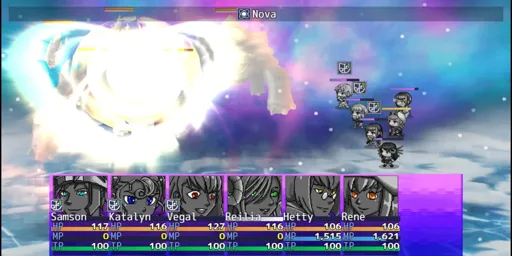 Nova
Samson Katalyn Vegal Reilia Hetty Rene
HP 117 HP 116 HP 127 HP 116 HP 106 HP 106
MP 0 MP 0 MP 0 MP 0 MP 1,515 MP 1,621
TP 100 TP 100 TP 100 TP 100 TP 100 TP 100